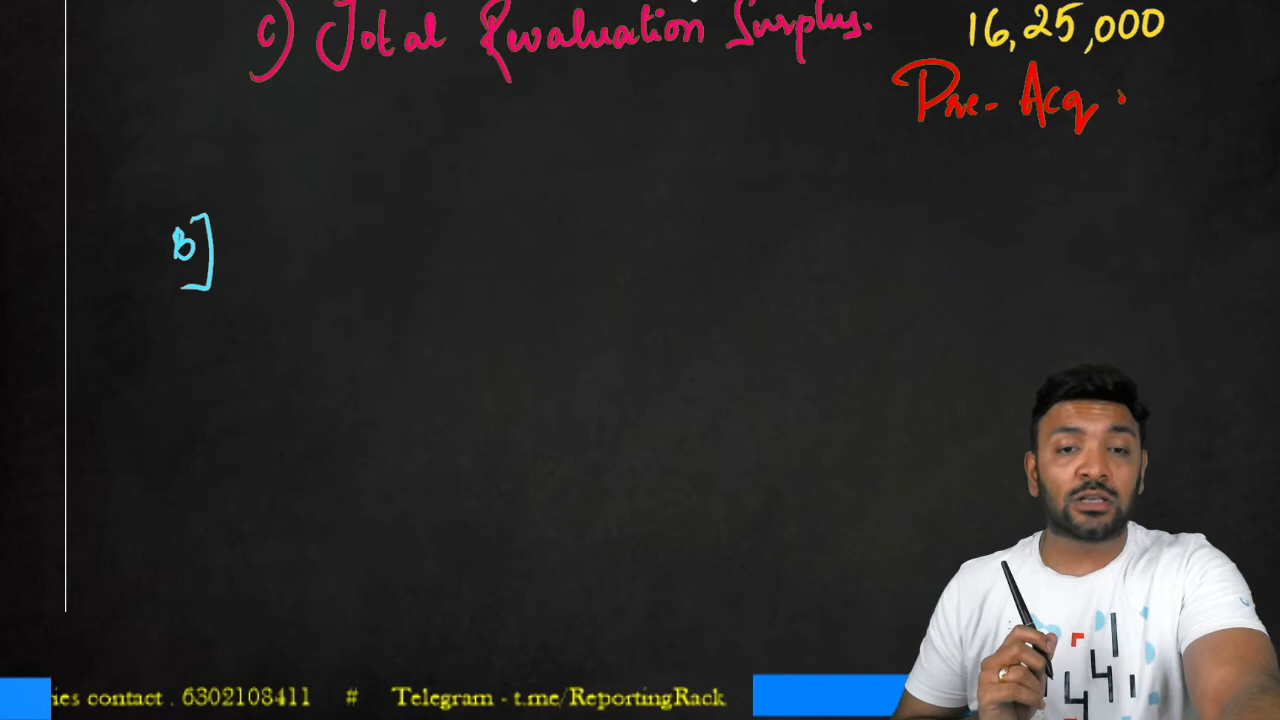 c) Total Revaluation Surplus. 16,25,000
Pre-Acq.
B]
ies contact . 6302108411 # Telegram - t.me/ReportingRack